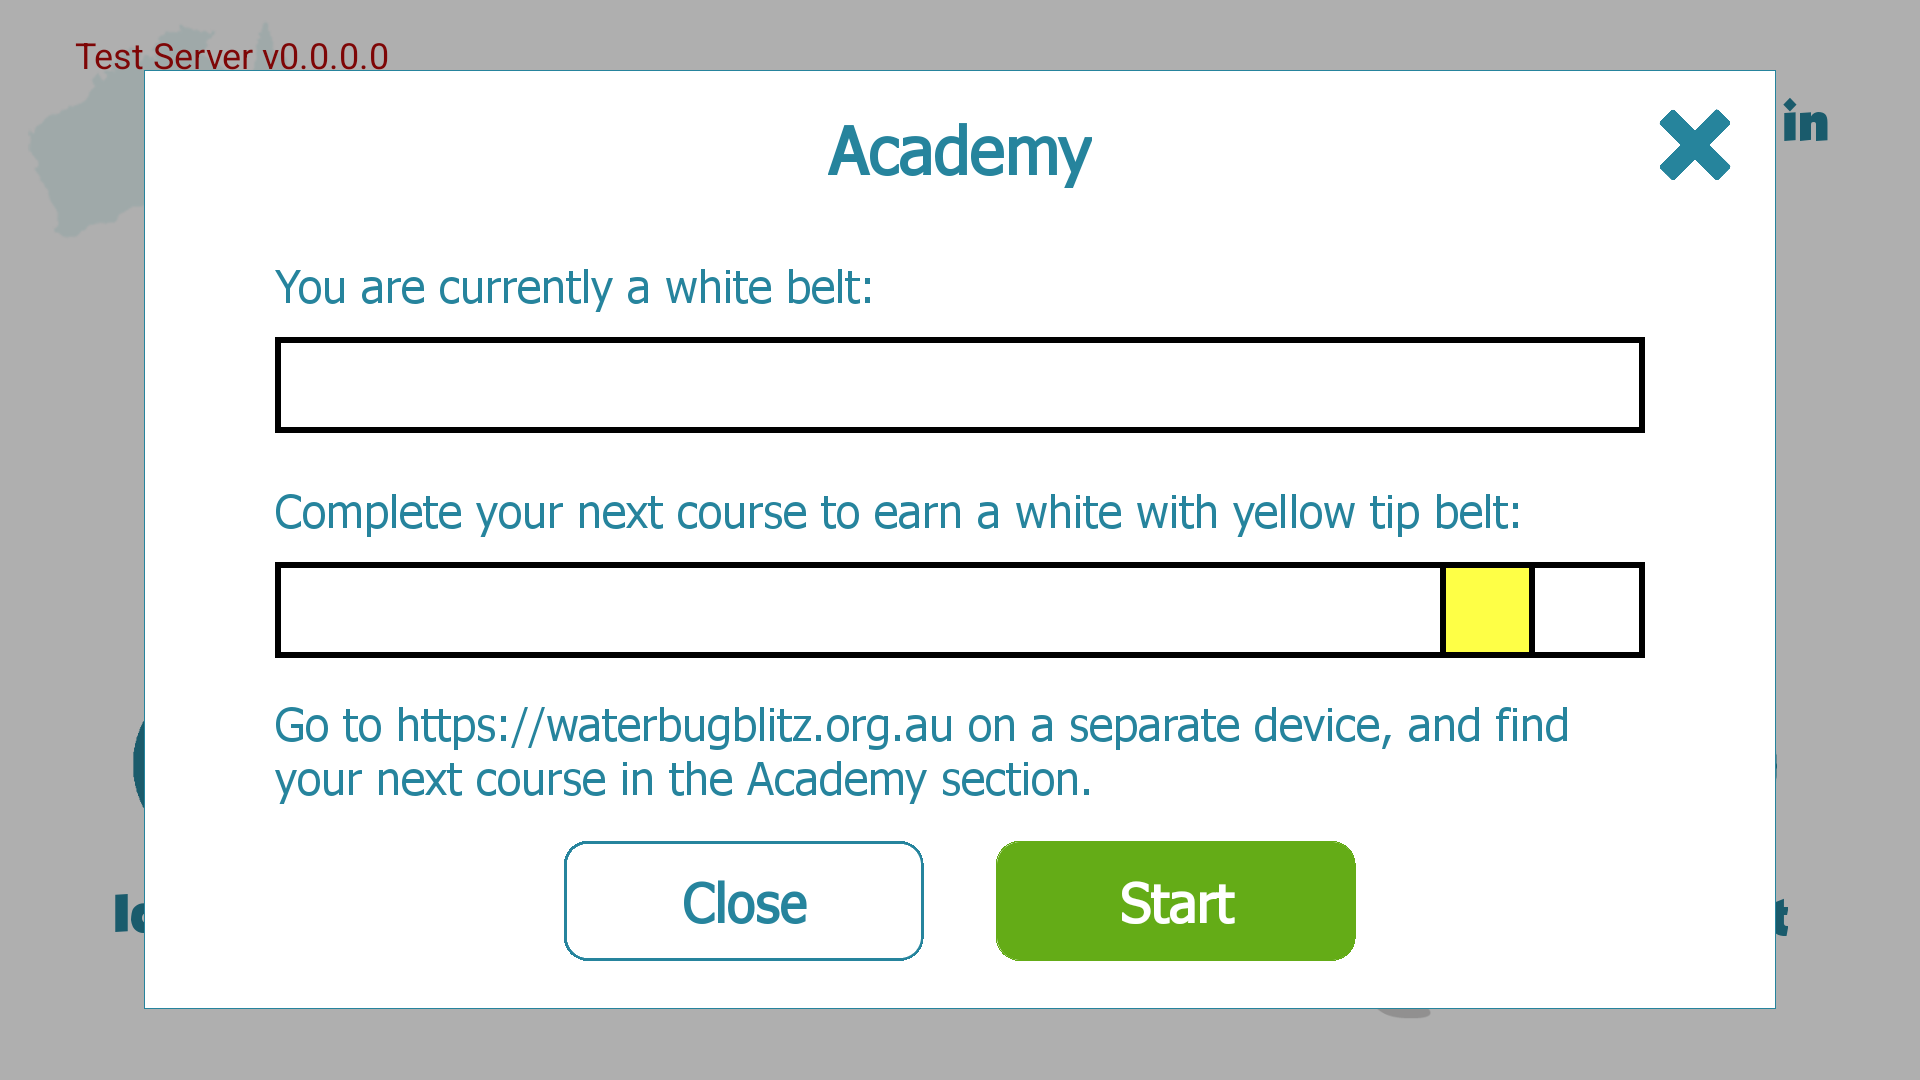 Test Server v0.0.0.0
in
Academy
You are currently a white belt:
Complete your next course to earn a white with yellow tip belt:
Go to https://waterbugblitz.org.au on a separate device, and find
your next course in the Academy section.
Close
Start